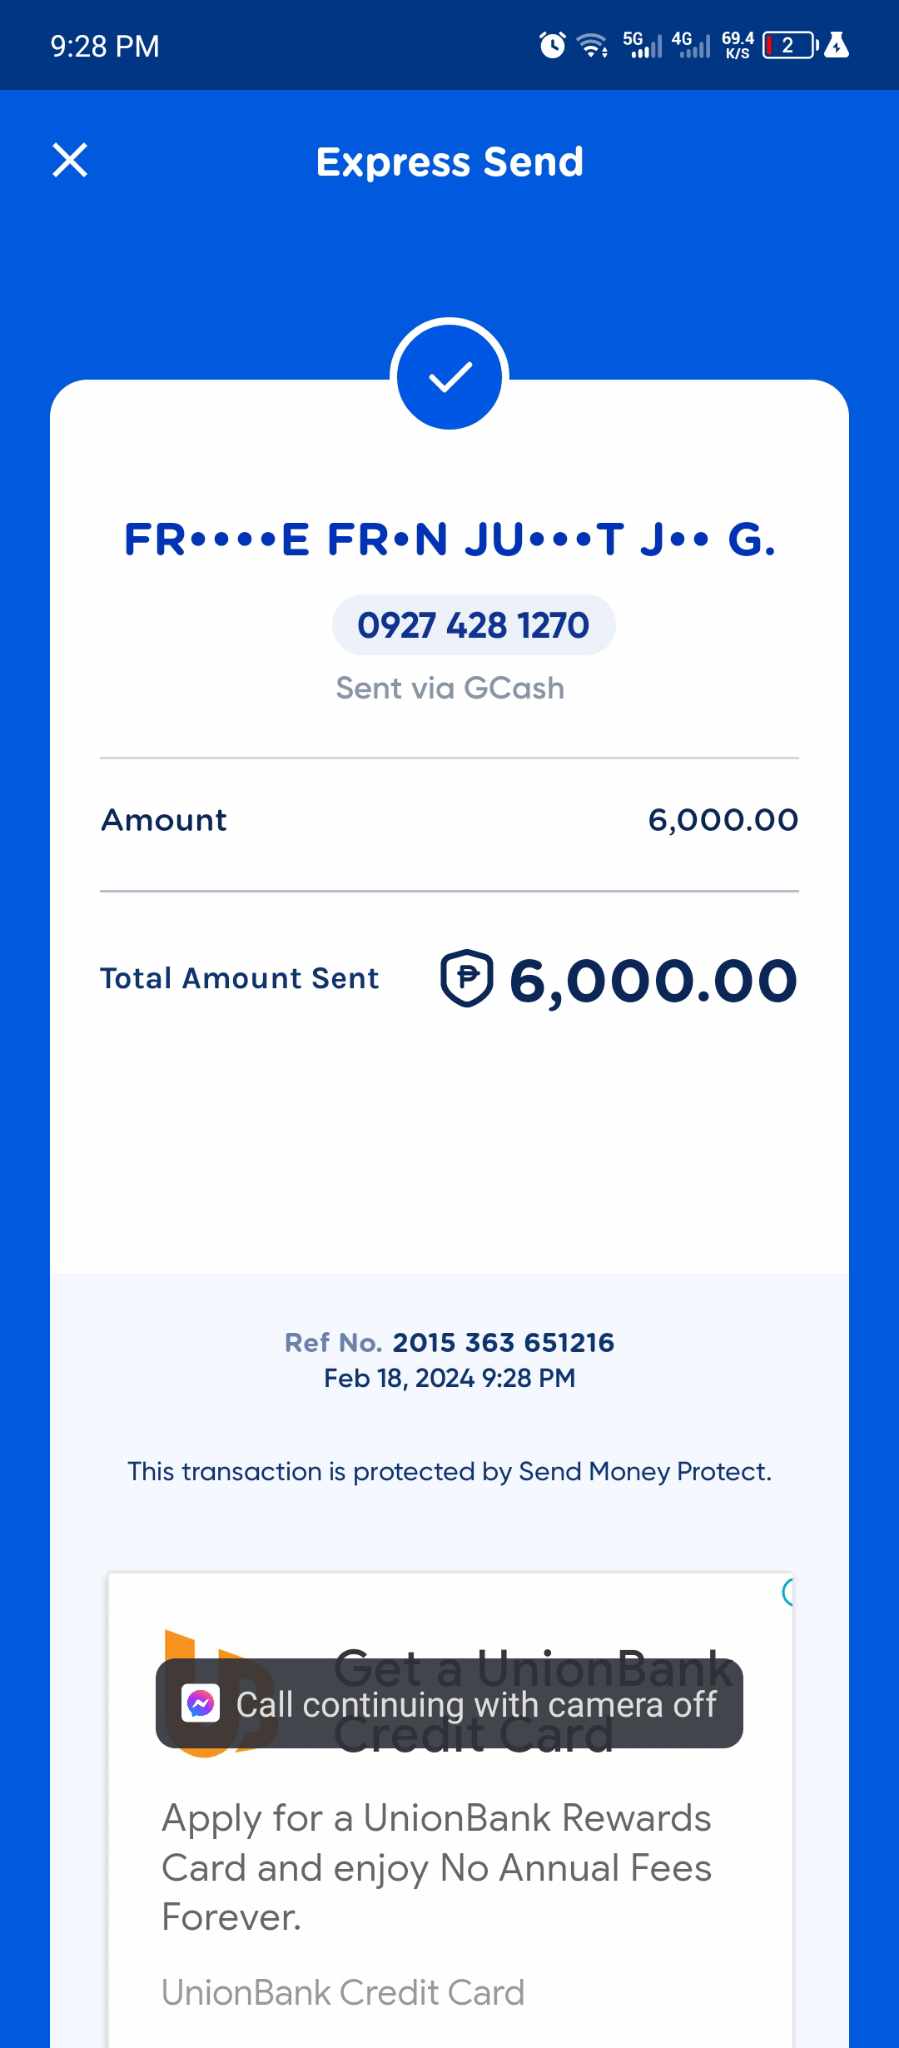 9:28 PM
5G 4G 69.4 K/S 2
Express Send
FR••••E FR•N JU•••T J•• G.
0927 428 1270
Sent via GCash
Amount 6,000.00
Total Amount Sent ₱ 6,000.00
Ref No. 2015 363 651216
Feb 18, 2024 9:28 PM
This transaction is protected by Send Money Protect.
Get a UnionBank
Call continuing with camera off
Credit Card
Apply for a UnionBank Rewards
Card and enjoy No Annual Fees
Forever.
UnionBank Credit Card